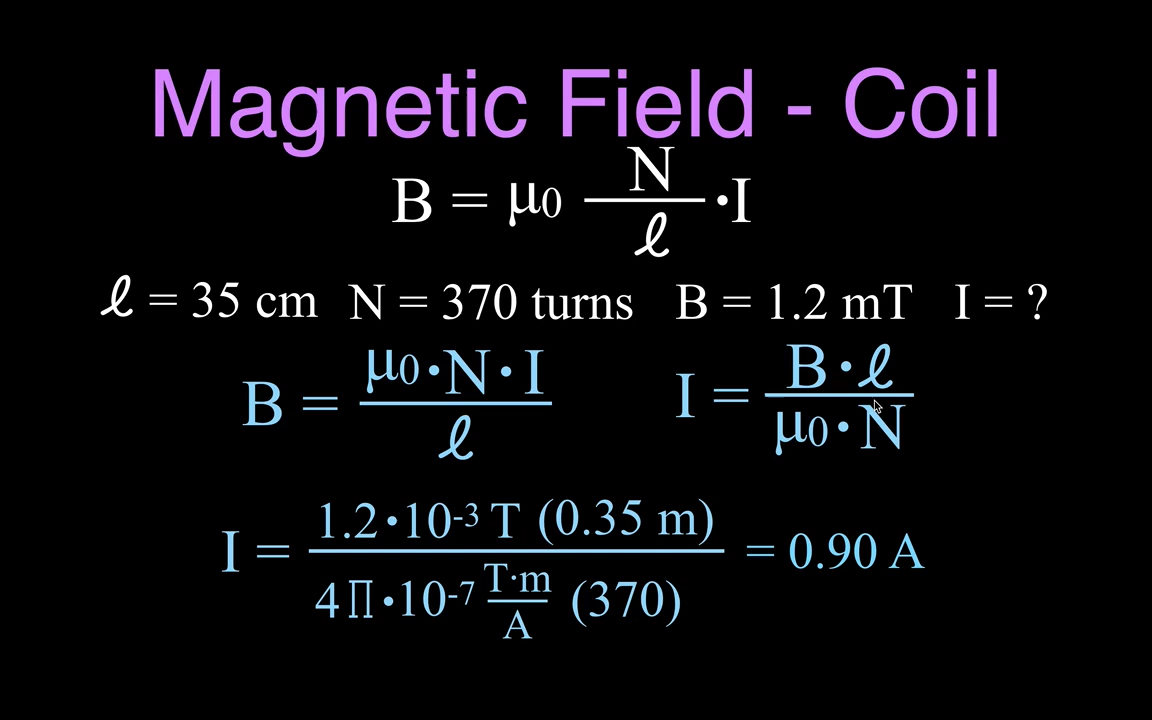 Magnetic Field - Coil
B = μ0 N/ℓ · I
ℓ = 35 cm N = 370 turns B = 1.2 mT I = ?
B = μ0 · N · I / ℓ I = B · ℓ / μ0 · N
I = 1.2 · 10⁻³ T (0.35 m) / 4∏ · 10⁻⁷ T·m/A (370) = 0.90 A